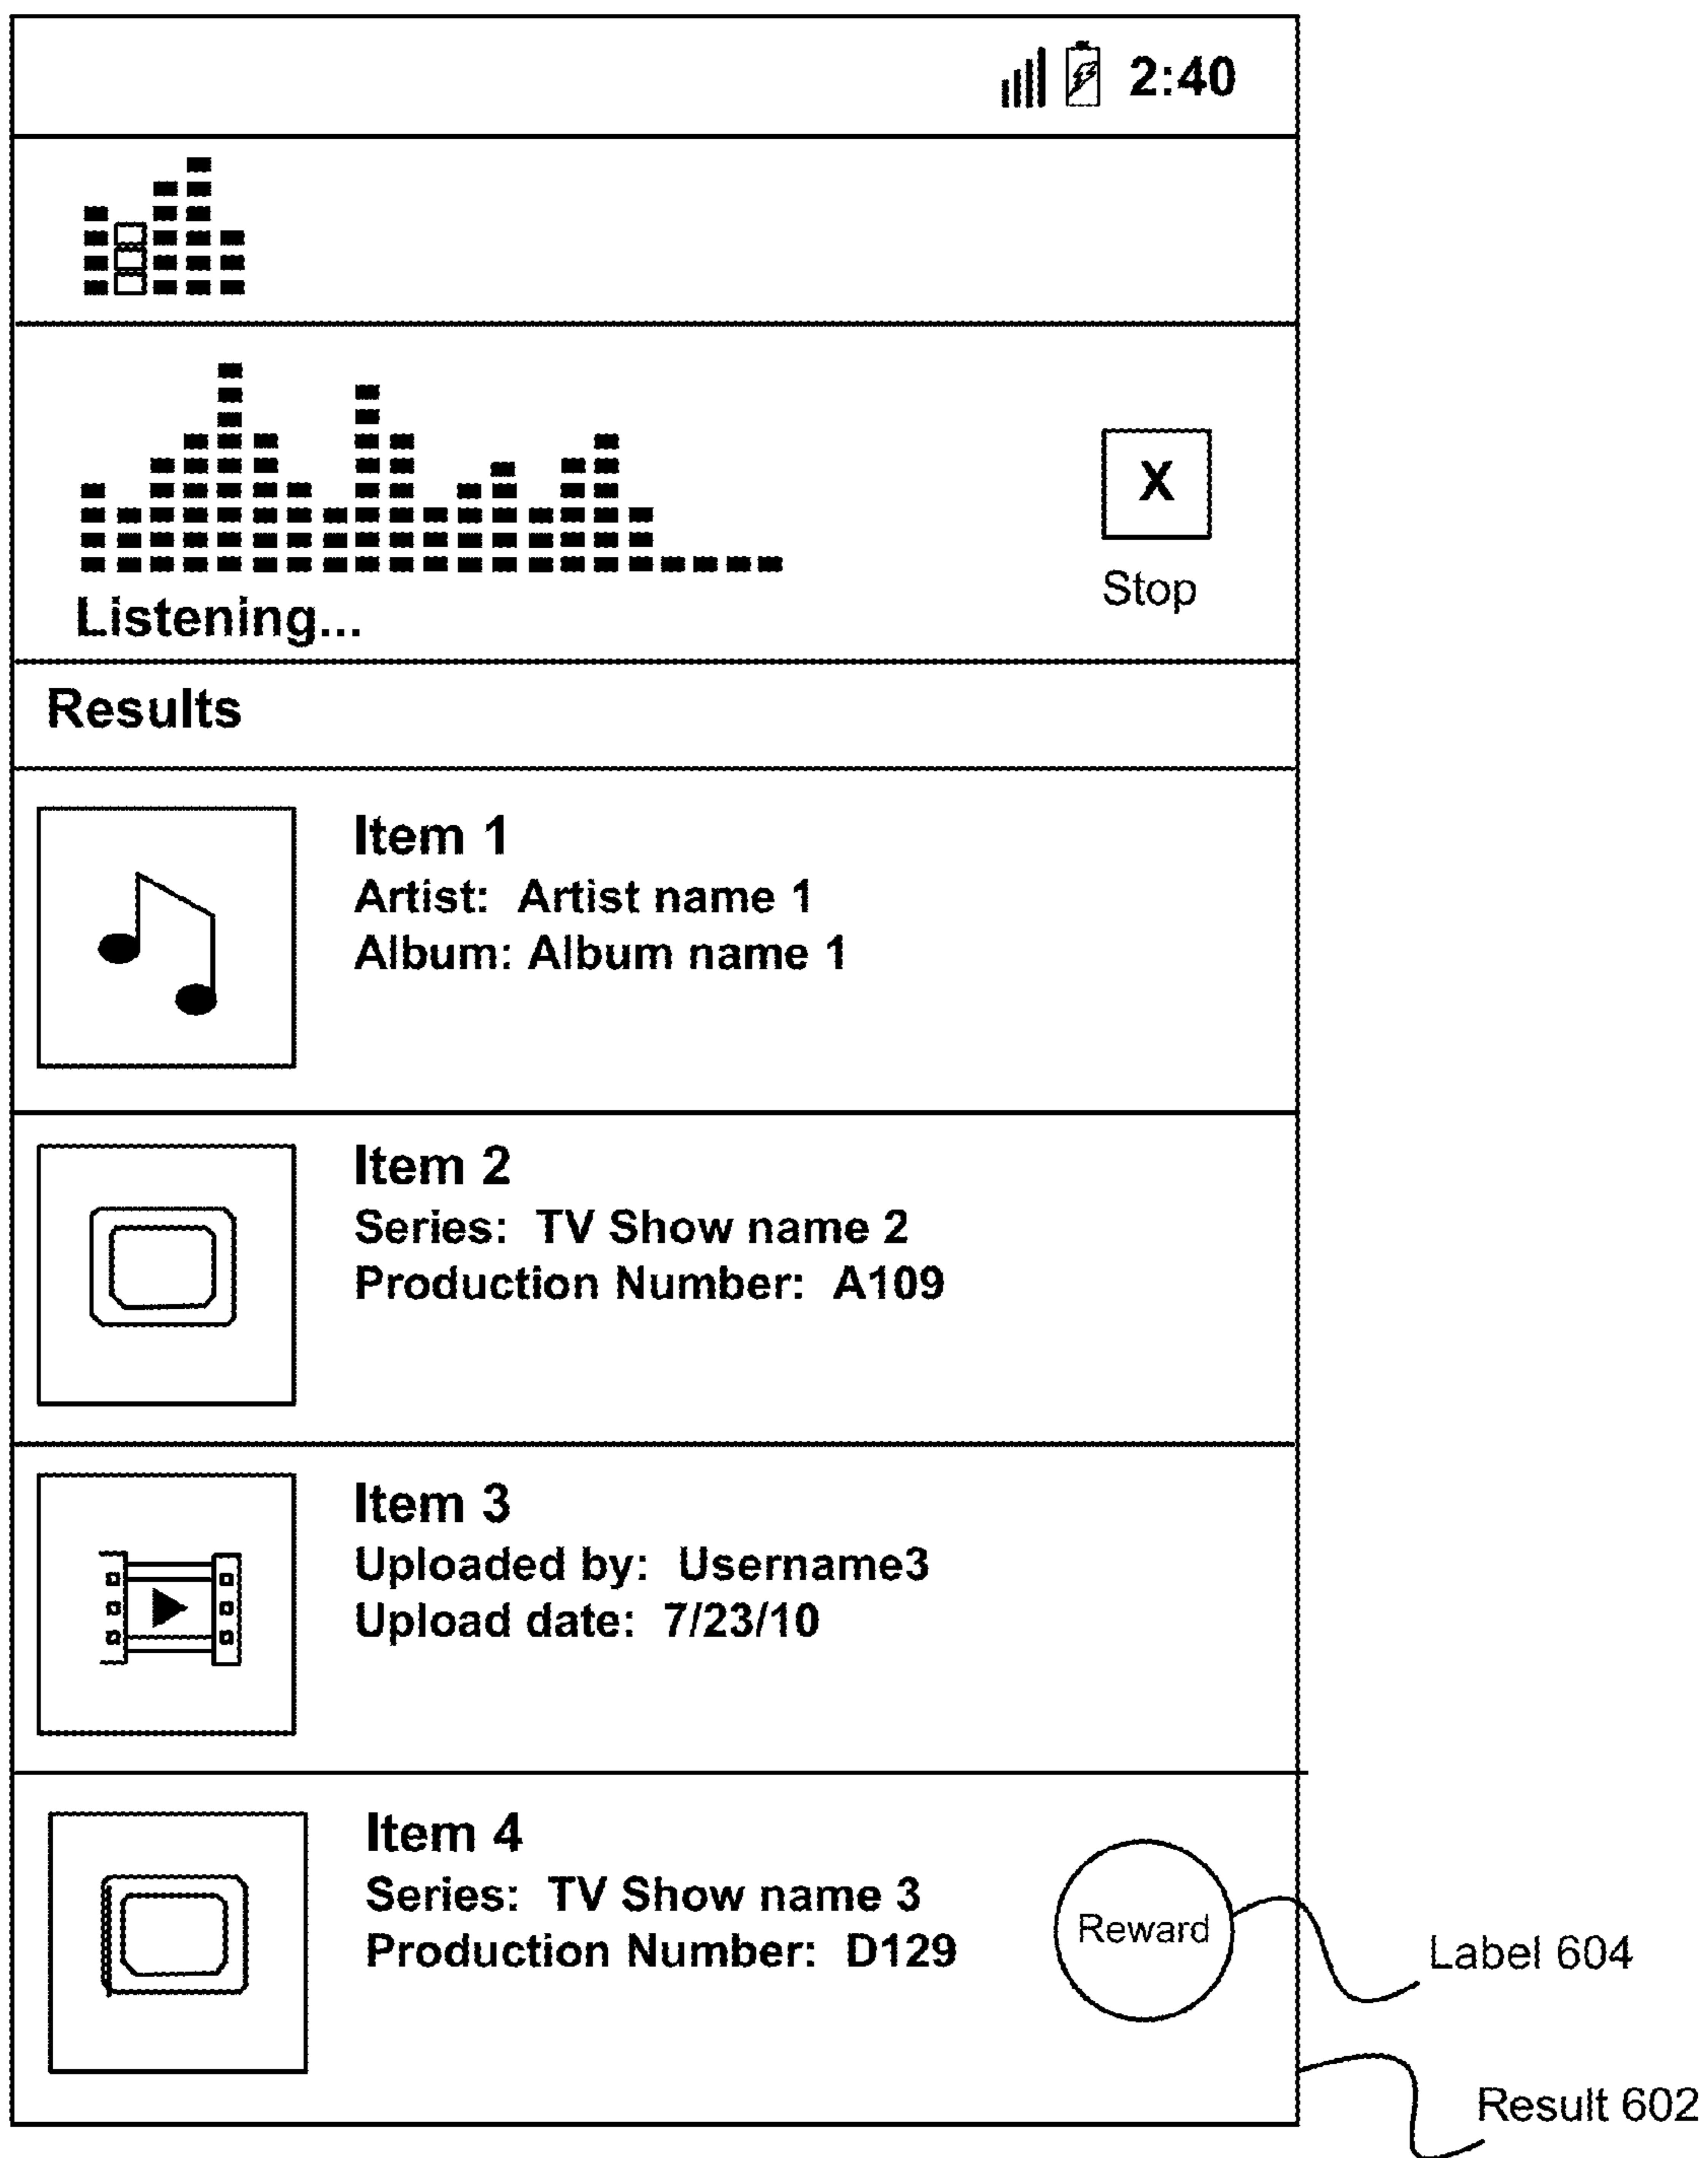 2:40
Listening...
X
Stop
Results
Item 1
Artist: Artist name 1
Album: Album name 1
Item 2
Series: TV Show name 2
Production Number: A109
Item 3
Uploaded by: Username3
Upload date: 7/23/10
Item 4
Series: TV Show name 3
Production Number: D129
Reward
Label 604
Result 602